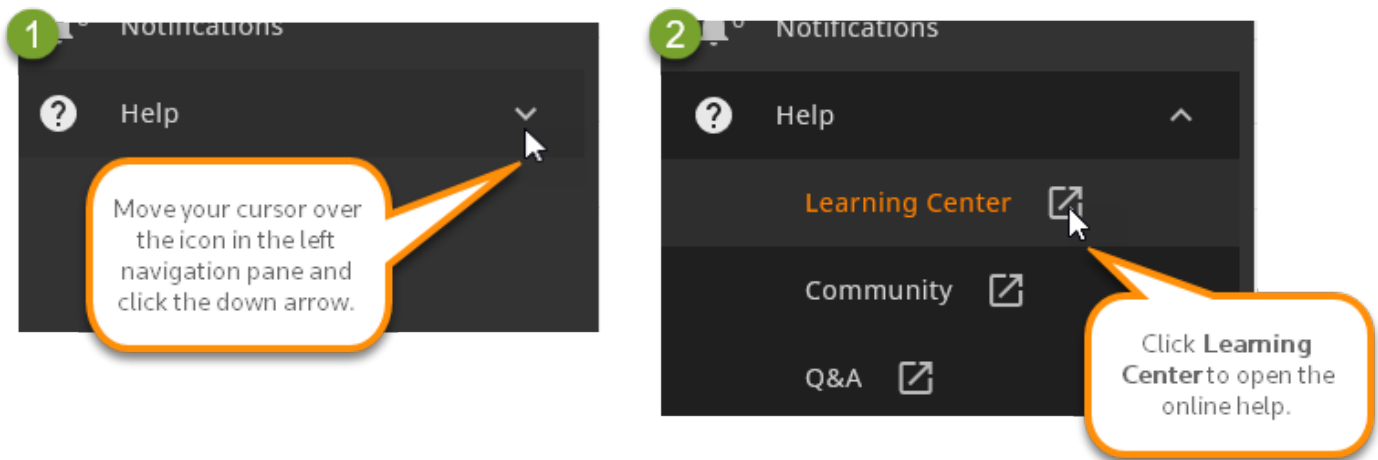 1
Notifications
Help
Move your cursor over
the icon in the left
navigation pane and
click the down arrow.
2
0
Notifications
Help
Learning Center
Community
Q&A
Click Learning
Center to open the
online help.